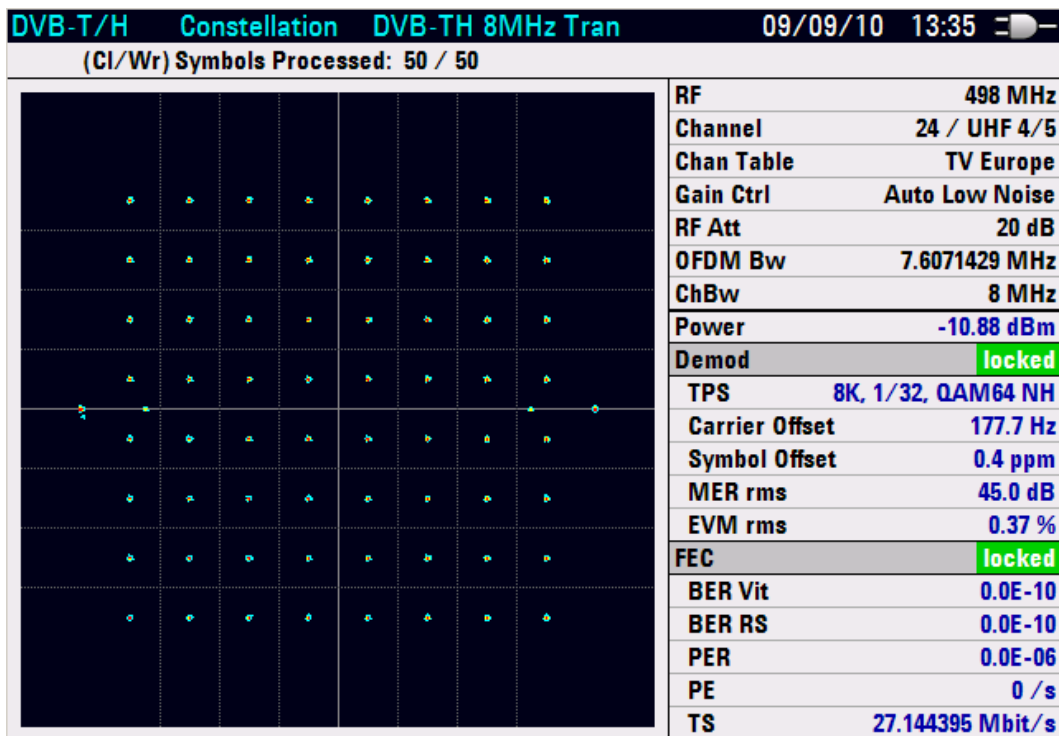 DVB-T/H Constellation DVB-TH 8MHz Tran 09/09/10 13:35
(Cl/Wr) Symbols Processed: 50 / 50
RF 498 MHz
Channel 24 / UHF 4/5
Chan Table TV Europe
Gain Ctrl Auto Low Noise
RF Att 20 dB
OFDM Bw 7.6071429 MHz
ChBw 8 MHz
Power -10.88 dBm
Demod locked
TPS 8K, 1/32, QAM64 NH
Carrier Offset 177.7 Hz
Symbol Offset 0.4 ppm
MER rms 45.0 dB
EVM rms 0.37 %
FEC locked
BER Vit 0.0E-10
BER RS 0.0E-10
PER 0.0E-06
PE 0 /s
TS 27.144395 Mbit/s